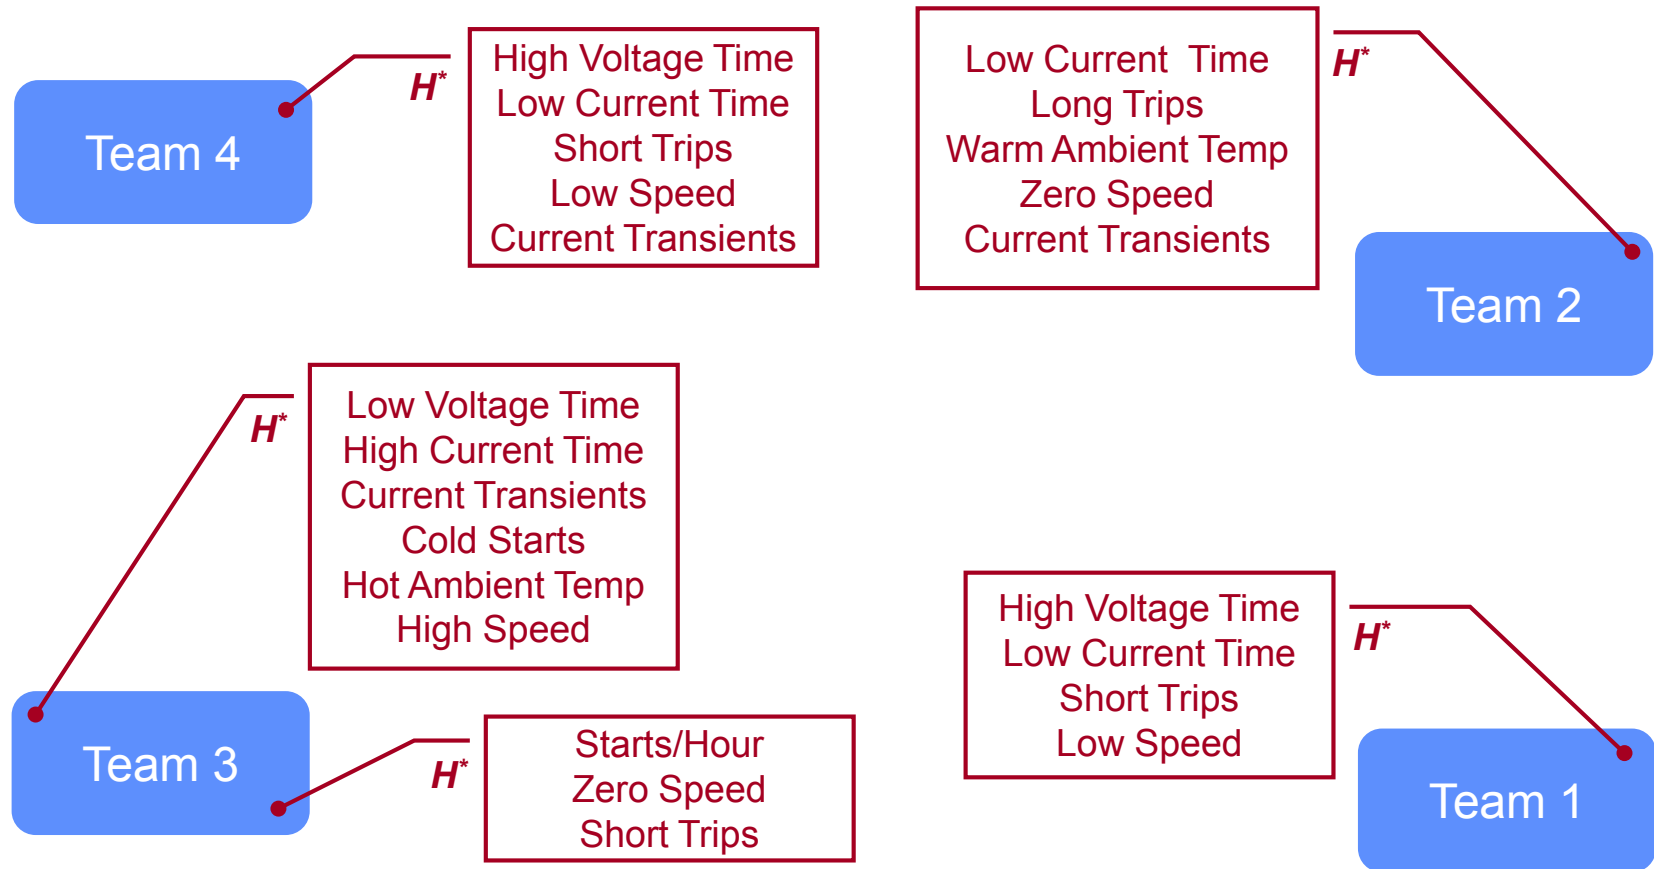 Team 4
H*
High Voltage Time
Low Current Time
Short Trips
Low Speed
Current Transients
Low Current  Time
Long Trips
Warm Ambient Temp
Zero Speed
Current Transients
H*
Team 2
H*
Low Voltage Time
High Current Time
Current Transients
Cold Starts
Hot Ambient Temp
High Speed
Team 3
H*
Starts/Hour
Zero Speed
Short Trips
High Voltage Time
Low Current Time
Short Trips
Low Speed
H*
Team 1